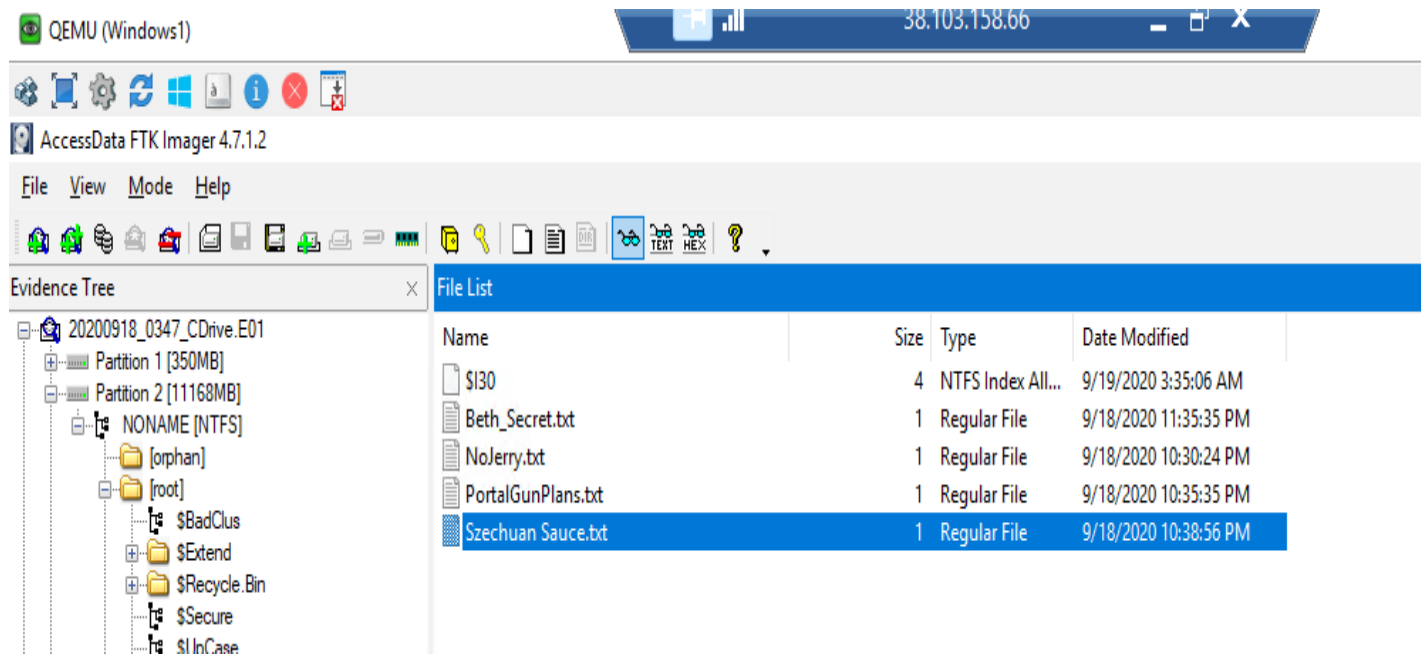 QEMU (Windows1)
38.103.158.66
AccessData FTK Imager 4.7.1.2
File View Mode Help
DIR TEXT HEX
Evidence Tree
File List
20200918_0347_CDrive.E01
Partition 1 [350MB]
Partition 2 [11168MB]
NONAME [NTFS]
[orphan]
[root]
$BadClus
$Extend
$Recycle.Bin
$Secure
$UpCase
Name Size Type Date Modified
$I30 4 NTFS Index All... 9/19/2020 3:35:06 AM
Beth_Secret.txt 1 Regular File 9/18/2020 11:35:35 PM
NoJerry.txt 1 Regular File 9/18/2020 10:30:24 PM
PortalGunPlans.txt 1 Regular File 9/18/2020 10:35:35 PM
Szechuan Sauce.txt 1 Regular File 9/18/2020 10:38:56 PM